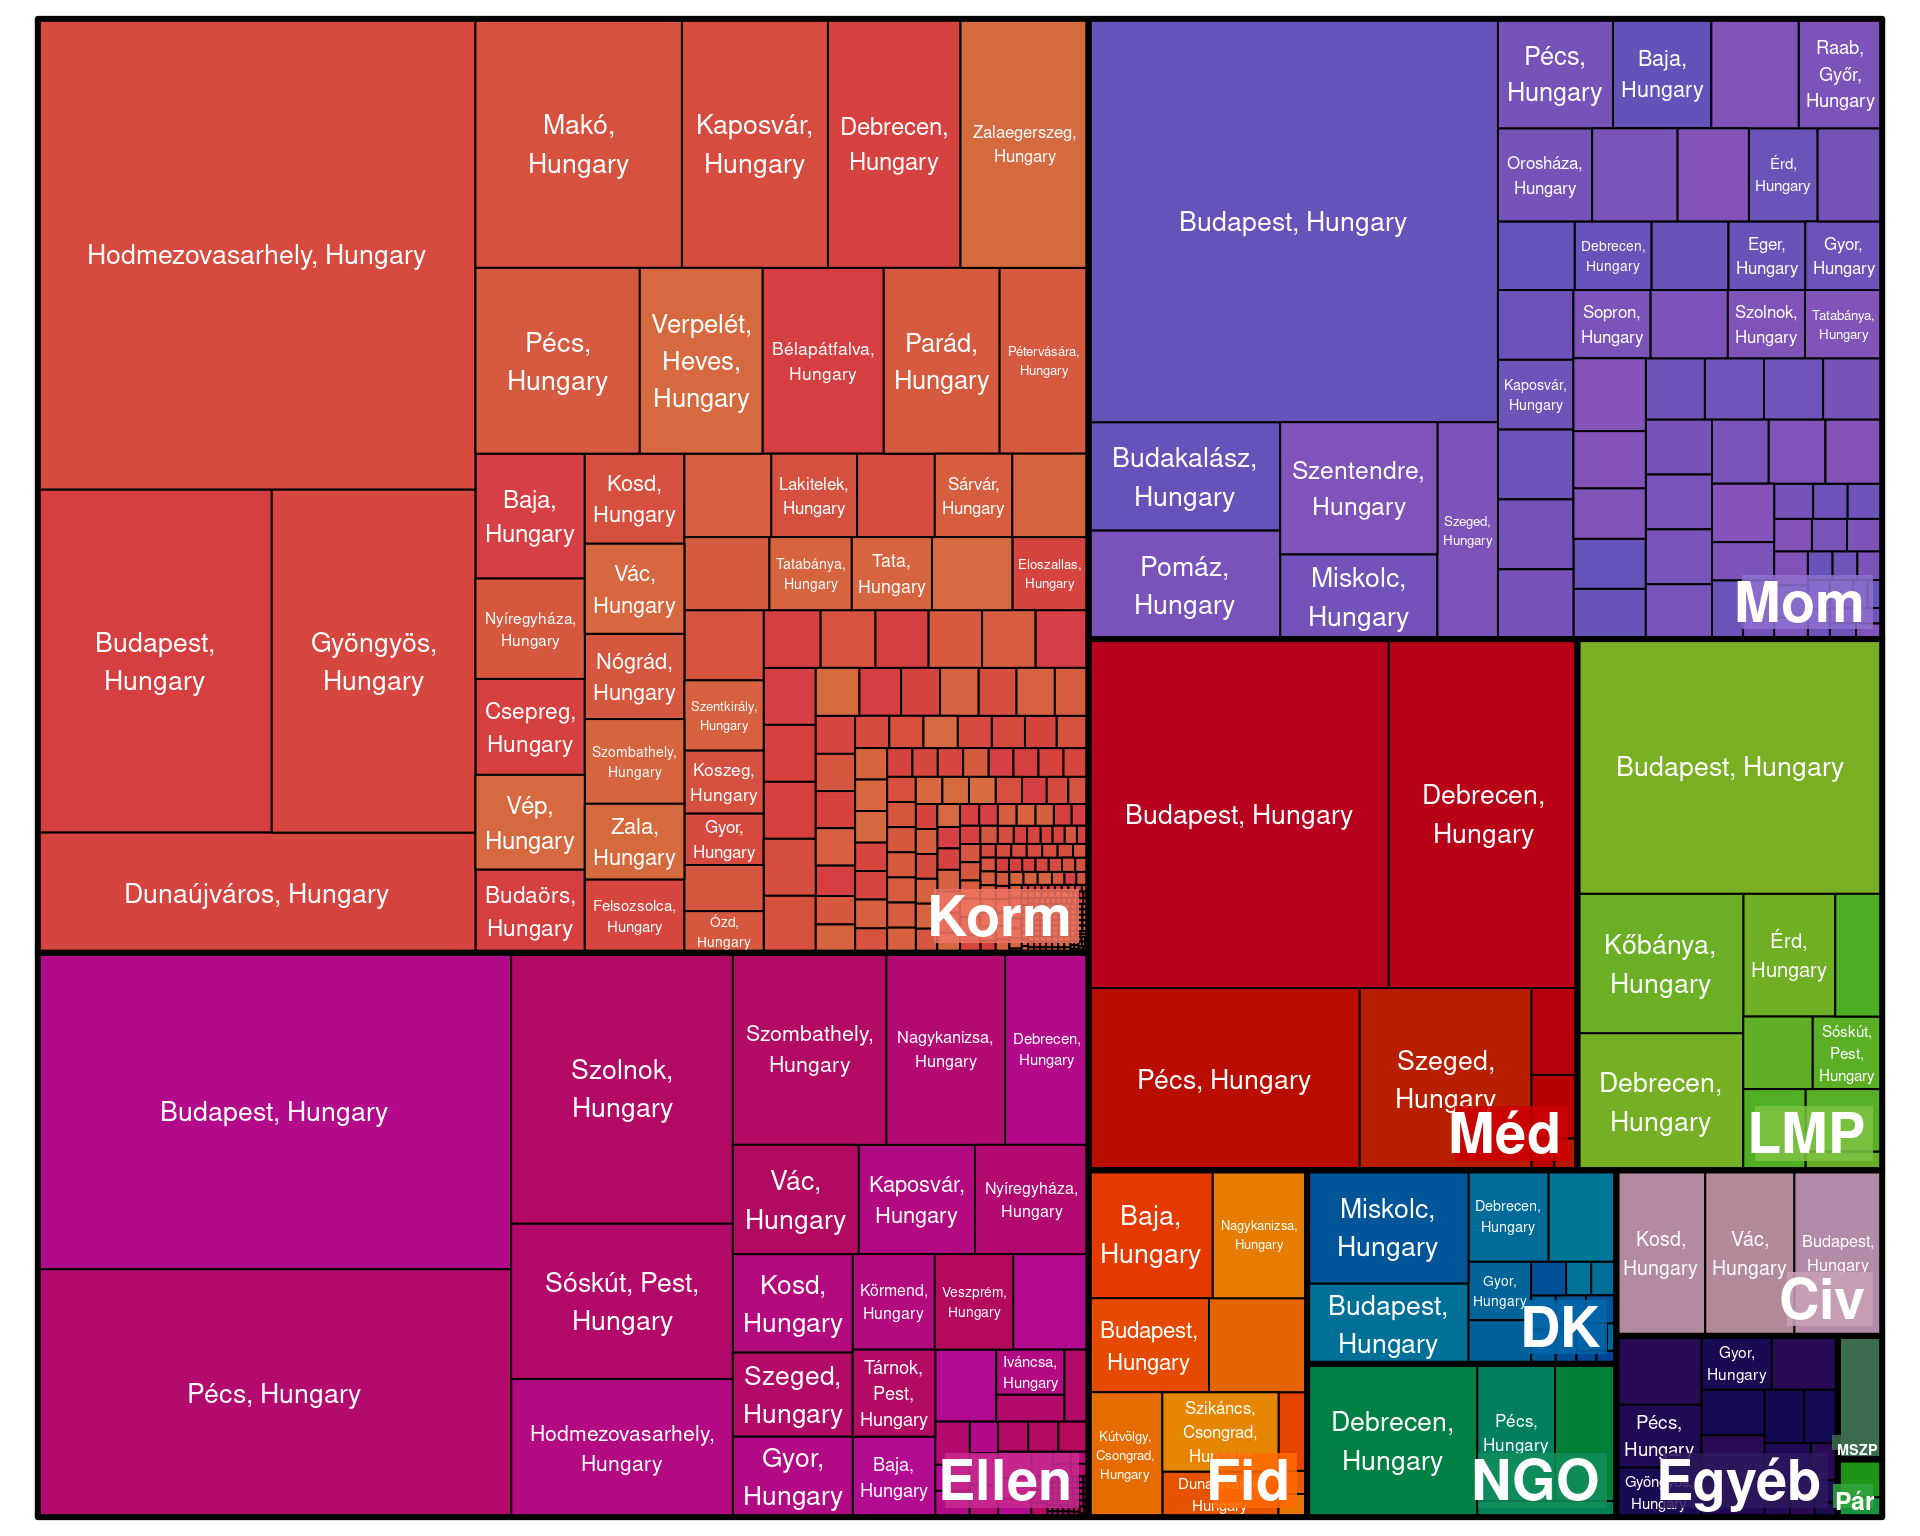 Hodmezovasarhely, Hungary
Makó,
Hungary
Kaposvár,
Hungary
Debrecen,
Hungary
Zalaegerszeg,
Hungary
Pécs,
Hungary
Verpelét,
Heves,
Hungary
Bélapátfalva,
Hungary
Parád,
Hungary
Pétervására,
Hungary
Budapest,
Hungary
Gyöngyös,
Hungary
Dunaújváros, Hungary
Baja,
Hungary
Kosd,
Hungary
Lakitelek,
Hungary
Sárvár,
Hungary
Nyíregyháza,
Hungary
Vác,
Hungary
Tatabánya,
Hungary
Tata,
Hungary
Eloszallas,
Hungary
Csepreg,
Hungary
Nógrád,
Hungary
Szentkirály,
Hungary
Szombathely,
Hungary
Koszeg,
Hungary
Vép,
Hungary
Zala,
Hungary
Gyor,
Hungary
Budaörs,
Hungary
Felsozsolca,
Hungary
Ózd,
Hungary
Korm
Budapest, Hungary
Pécs,
Hungary
Baja,
Hungary
Raab,
Győr,
Hungary
Orosháza,
Hungary
Érd,
Hungary
Debrecen,
Hungary
Eger,
Hungary
Gyor,
Hungary
Sopron,
Hungary
Szolnok,
Hungary
Tatabánya,
Hungary
Kaposvár,
Hungary
Budakalász,
Hungary
Szentendre,
Hungary
Szeged,
Hungary
Pomáz,
Hungary
Miskolc,
Hungary
Mom
Budapest, Hungary
Debrecen,
Hungary
Pécs, Hungary
Szeged,
Hungary
Méd
Budapest, Hungary
Kőbánya,
Hungary
Érd,
Hungary
Sóskút,
Pest,
Hungary
Debrecen,
Hungary
LMP
Budapest, Hungary
Szolnok,
Hungary
Szombathely,
Hungary
Nagykanizsa,
Hungary
Debrecen,
Hungary
Vác,
Hungary
Kaposvár,
Hungary
Nyíregyháza,
Hungary
Pécs, Hungary
Sóskút, Pest,
Hungary
Kosd,
Hungary
Körmend,
Hungary
Veszprém,
Hungary
Szeged,
Hungary
Tárnok,
Pest,
Hungary
Iváncsa,
Hungary
Hodmezovasarhely,
Hungary
Gyor,
Hungary
Baja,
Hungary
Ellen
Baja,
Hungary
Nagykanizsa,
Hungary
Budapest,
Hungary
Kútvölgy,
Csongrad,
Hungary
Szikáncs,
Csongrad,
Hungary
Fid
Miskolc,
Hungary
Debrecen,
Hungary
Gyor,
Hungary
Budapest,
Hungary
DK
Debrecen,
Hungary
Pécs,
Hungary
NGO
Kosd,
Hungary
Vác,
Hungary
Budapest,
Hungary
Civ
Gyor,
Hungary
Pécs,
Hungary
Gyöngyös,
Hungary
Egyéb
MSZP
Pár